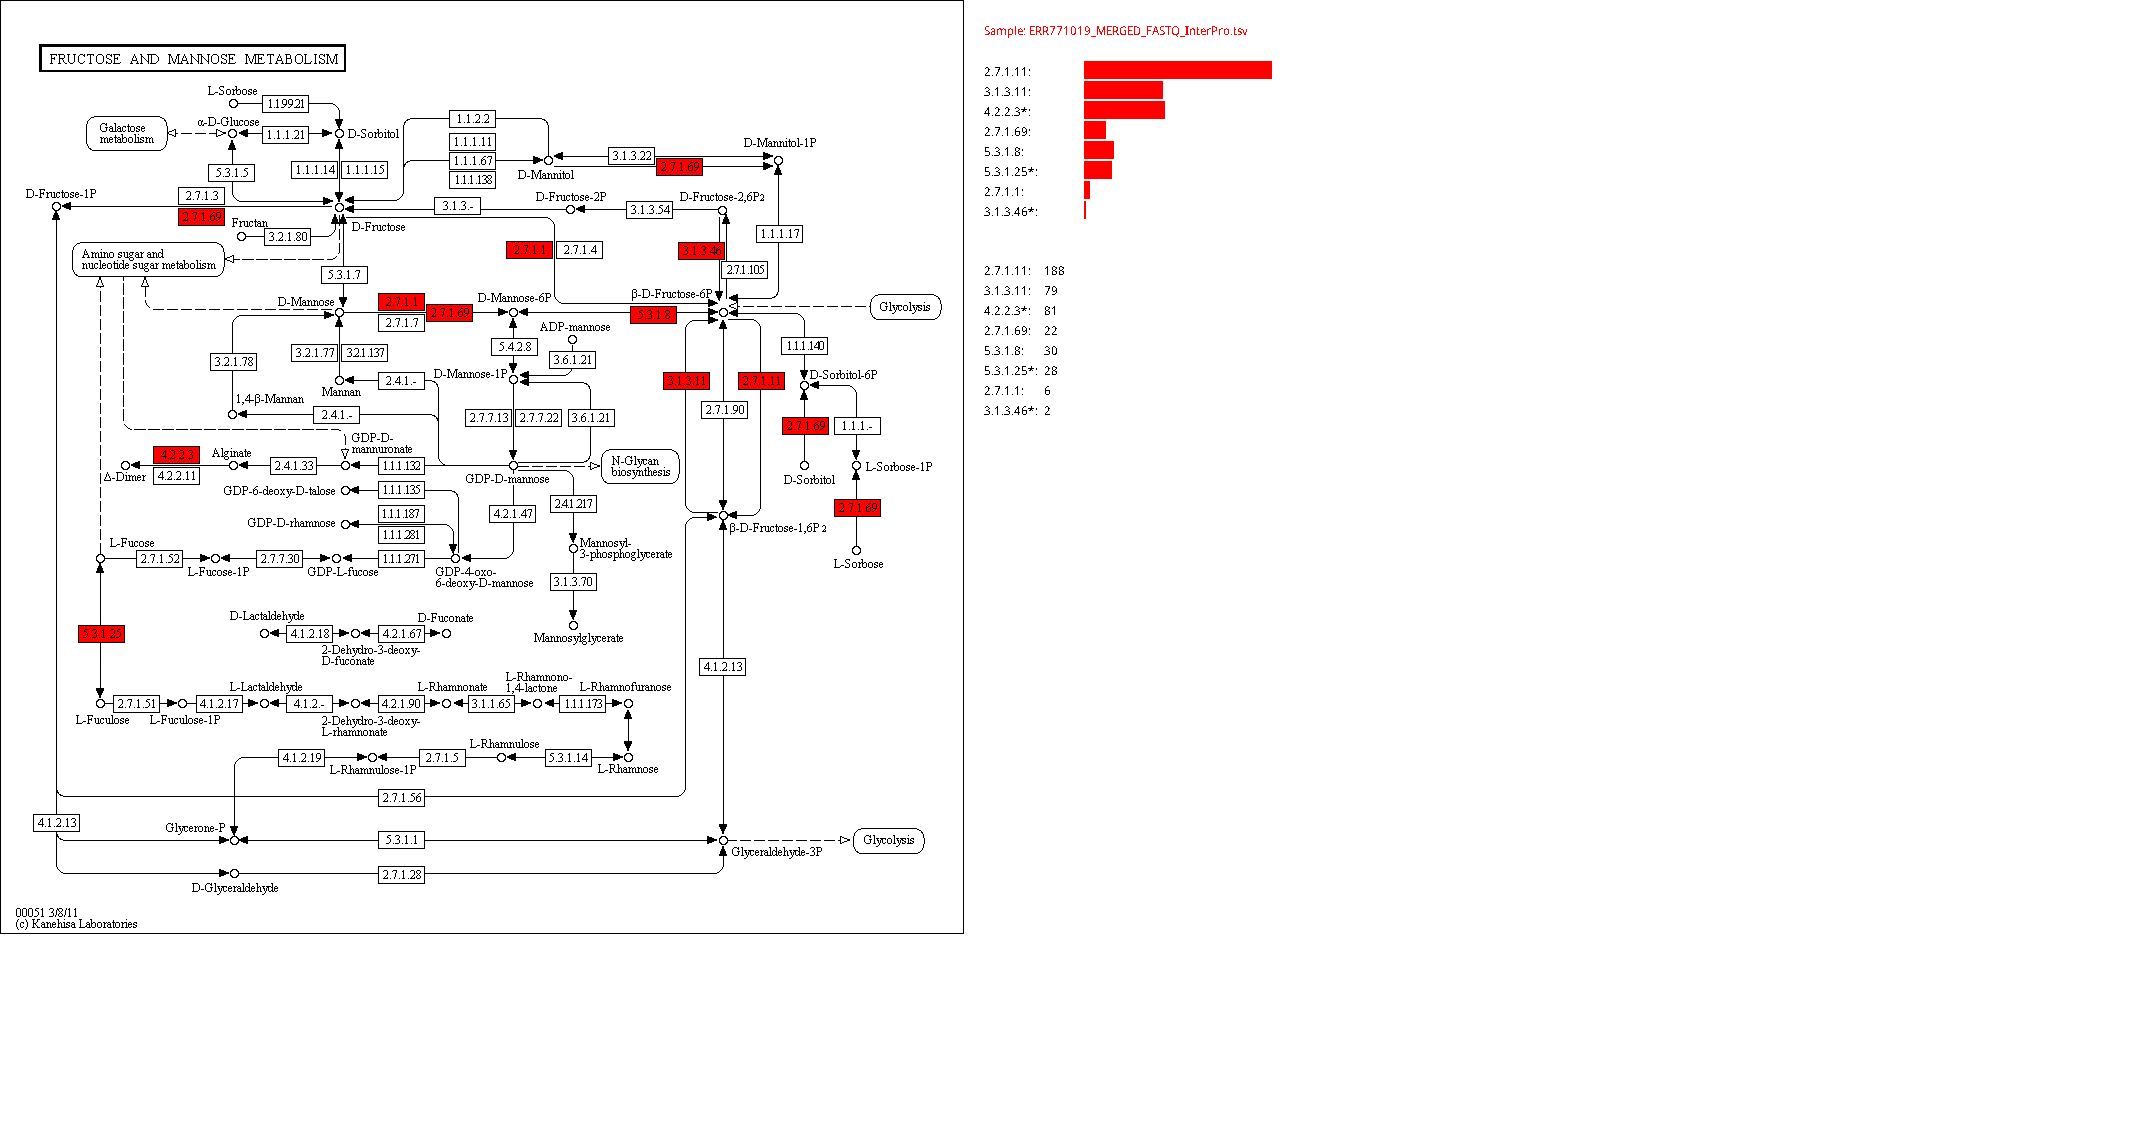 FRUCTOSE AND MANNOSE METABOLISM
L-Sorbose
1.1.99.21
α-D-Glucose
Galactose
metabolism
1.1.1.21
D-Sorbitol
1.1.2.2
1.1.1.11
1.1.1.67
1.1.1.138
D-Mannitol
3.1.3.22
2.7.1.69
D-Mannitol-1P
5.3.1.5
1.1.1.14
1.1.1.15
D-Fructose-1P
2.7.1.3
2.7.1.69
3.1.3.-
D-Fructose-2P
3.1.3.54
D-Fructose-2,6P2
Fructan
3.2.1.80
D-Fructose
1.1.1.17
2.7.1.1
2.7.1.4
3.1.3.46
2.7.1.105
Amino sugar and
nucleotide sugar metabolism
5.3.1.7
D-Mannose
2.7.1.1
2.7.1.69
2.7.1.7
D-Mannose-6P
β-D-Fructose-6P
5.3.1.8
Glycolysis
ADP-mannose
5.4.2.8
3.6.1.21
1.1.1.140
3.2.1.78
3.2.1.77
3.2.1.137
D-Mannose-1P
D-Sorbitol-6P
Mannan
2.4.1.-
3.1.3.11
2.7.1.11
1,4-β-Mannan
2.4.1.-
2.7.7.13
2.7.7.22
3.6.1.21
2.7.1.90
2.7.1.69
1.1.1.-
GDP-D-
mannuronate
4.2.2.3
4.2.2.11
Alginate
Δ-Dimer
2.4.1.33
1.1.1.132
GDP-D-mannose
N-Glycan
biosynthesis
D-Sorbitol
L-Sorbose-1P
GDP-6-deoxy-D-talose
1.1.1.135
1.1.1.187
GDP-D-rhamnose
1.1.1.281
4.2.1.47
2.4.1.217
2.7.1.69
β-D-Fructose-1,6P2
L-Fucose
2.7.1.52
L-Fucose-1P
2.7.7.30
GDP-L-fucose
1.1.1.271
GDP-4-oxo-
6-deoxy-D-mannose
Mannosyl-
3-phosphoglycerate
3.1.3.70
L-Sorbose
Mannosylglycerate
5.3.1.25
D-Lactaldehyde
4.1.2.18
2-Dehydro-3-deoxy-
D-fuconate
4.2.1.67
D-Fuconate
4.1.2.13
L-Fuculose
2.7.1.51
L-Fuculose-1P
4.1.2.17
L-Lactaldehyde
4.1.2.-
2-Dehydro-3-deoxy-
L-rhamnonate
4.2.1.90
L-Rhamnonate
3.1.1.65
L-Rhamnono-
1,4-lactone
1.1.1.173
L-Rhamnofuranose
4.1.2.19
L-Rhamnulose-1P
2.7.1.5
L-Rhamnulose
5.3.1.14
L-Rhamnose
2.7.1.56
4.1.2.13
Glycerone-P
5.3.1.1
Glyceraldehyde-3P
Glycolysis
D-Glyceraldehyde
2.7.1.28
00051 3/8/11
(c) Kanehisa Laboratories
Sample: ERR771019_MERGED_FASTQ_InterPro.tsv
2.7.1.11:
3.1.3.11:
4.2.2.3*:
2.7.1.69:
5.3.1.8:
5.3.1.25*:
2.7.1.1:
3.1.3.46*:
2.7.1.11: 188
3.1.3.11: 79
4.2.2.3*: 81
2.7.1.69: 22
5.3.1.8: 30
5.3.1.25*: 28
2.7.1.1: 6
3.1.3.46*: 2